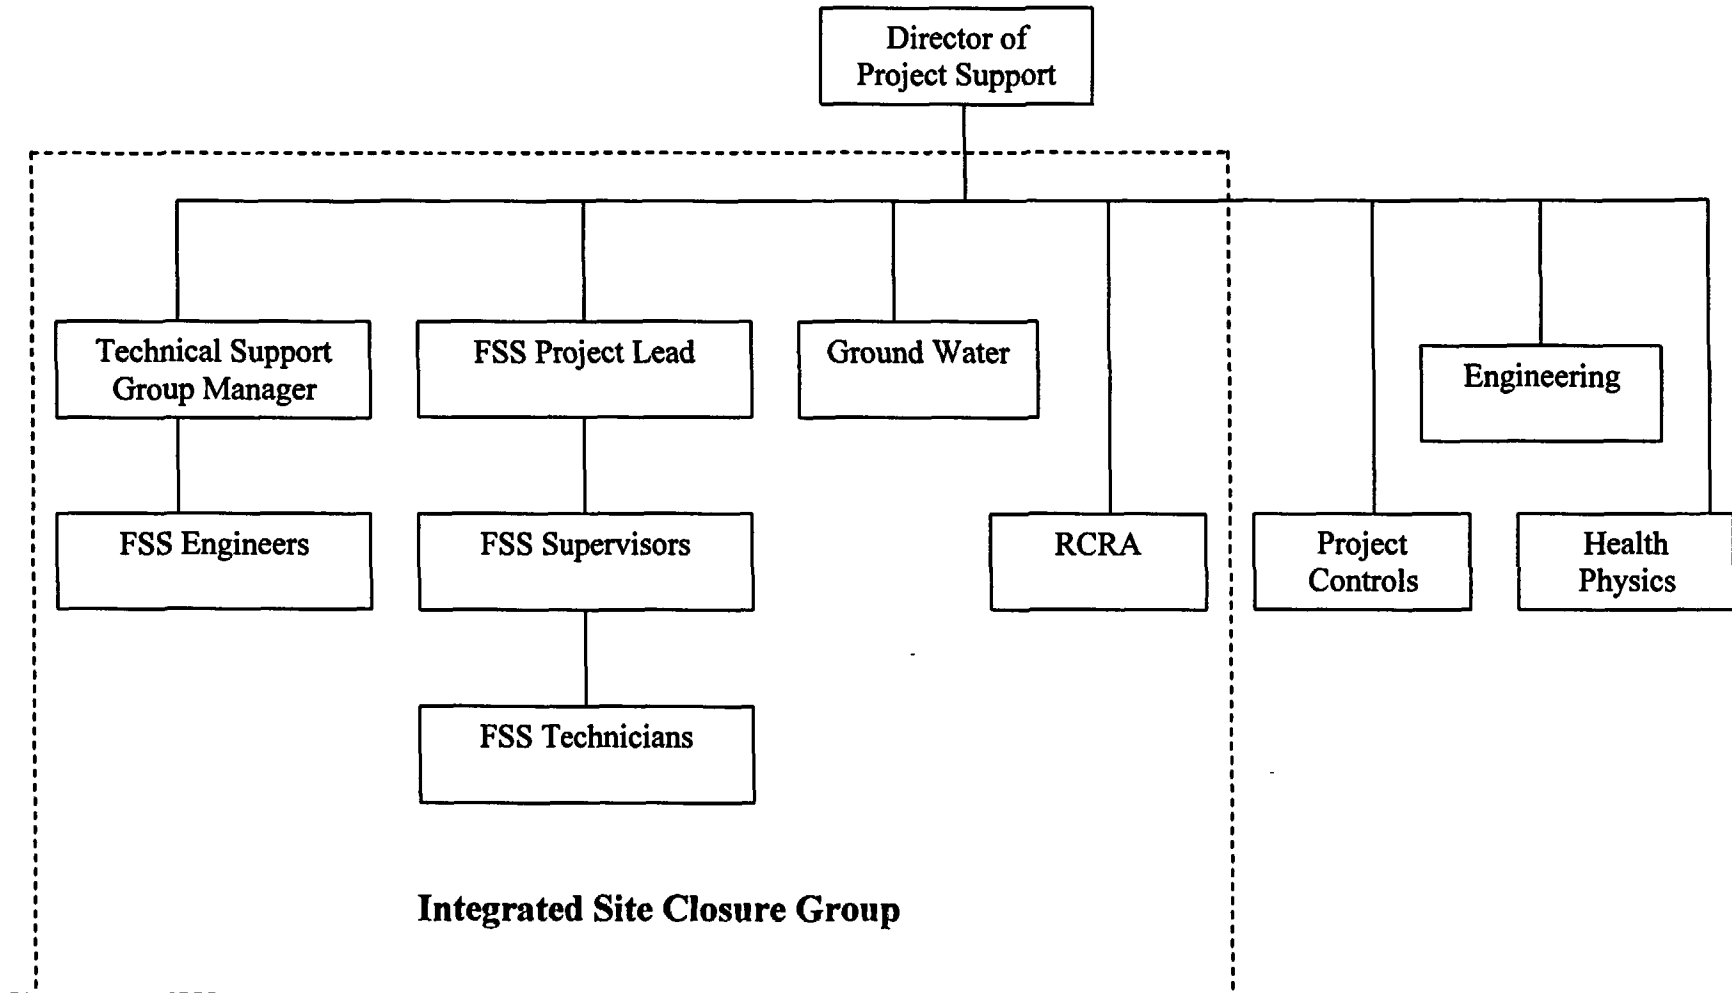 Director of
Project Support
Technical Support
Group Manager
FSS Project Lead
Ground Water
Engineering
FSS Engineers
FSS Supervisors
RCRA
Project
Controls
Health
Physics
FSS Technicians
Integrated Site Closure Group